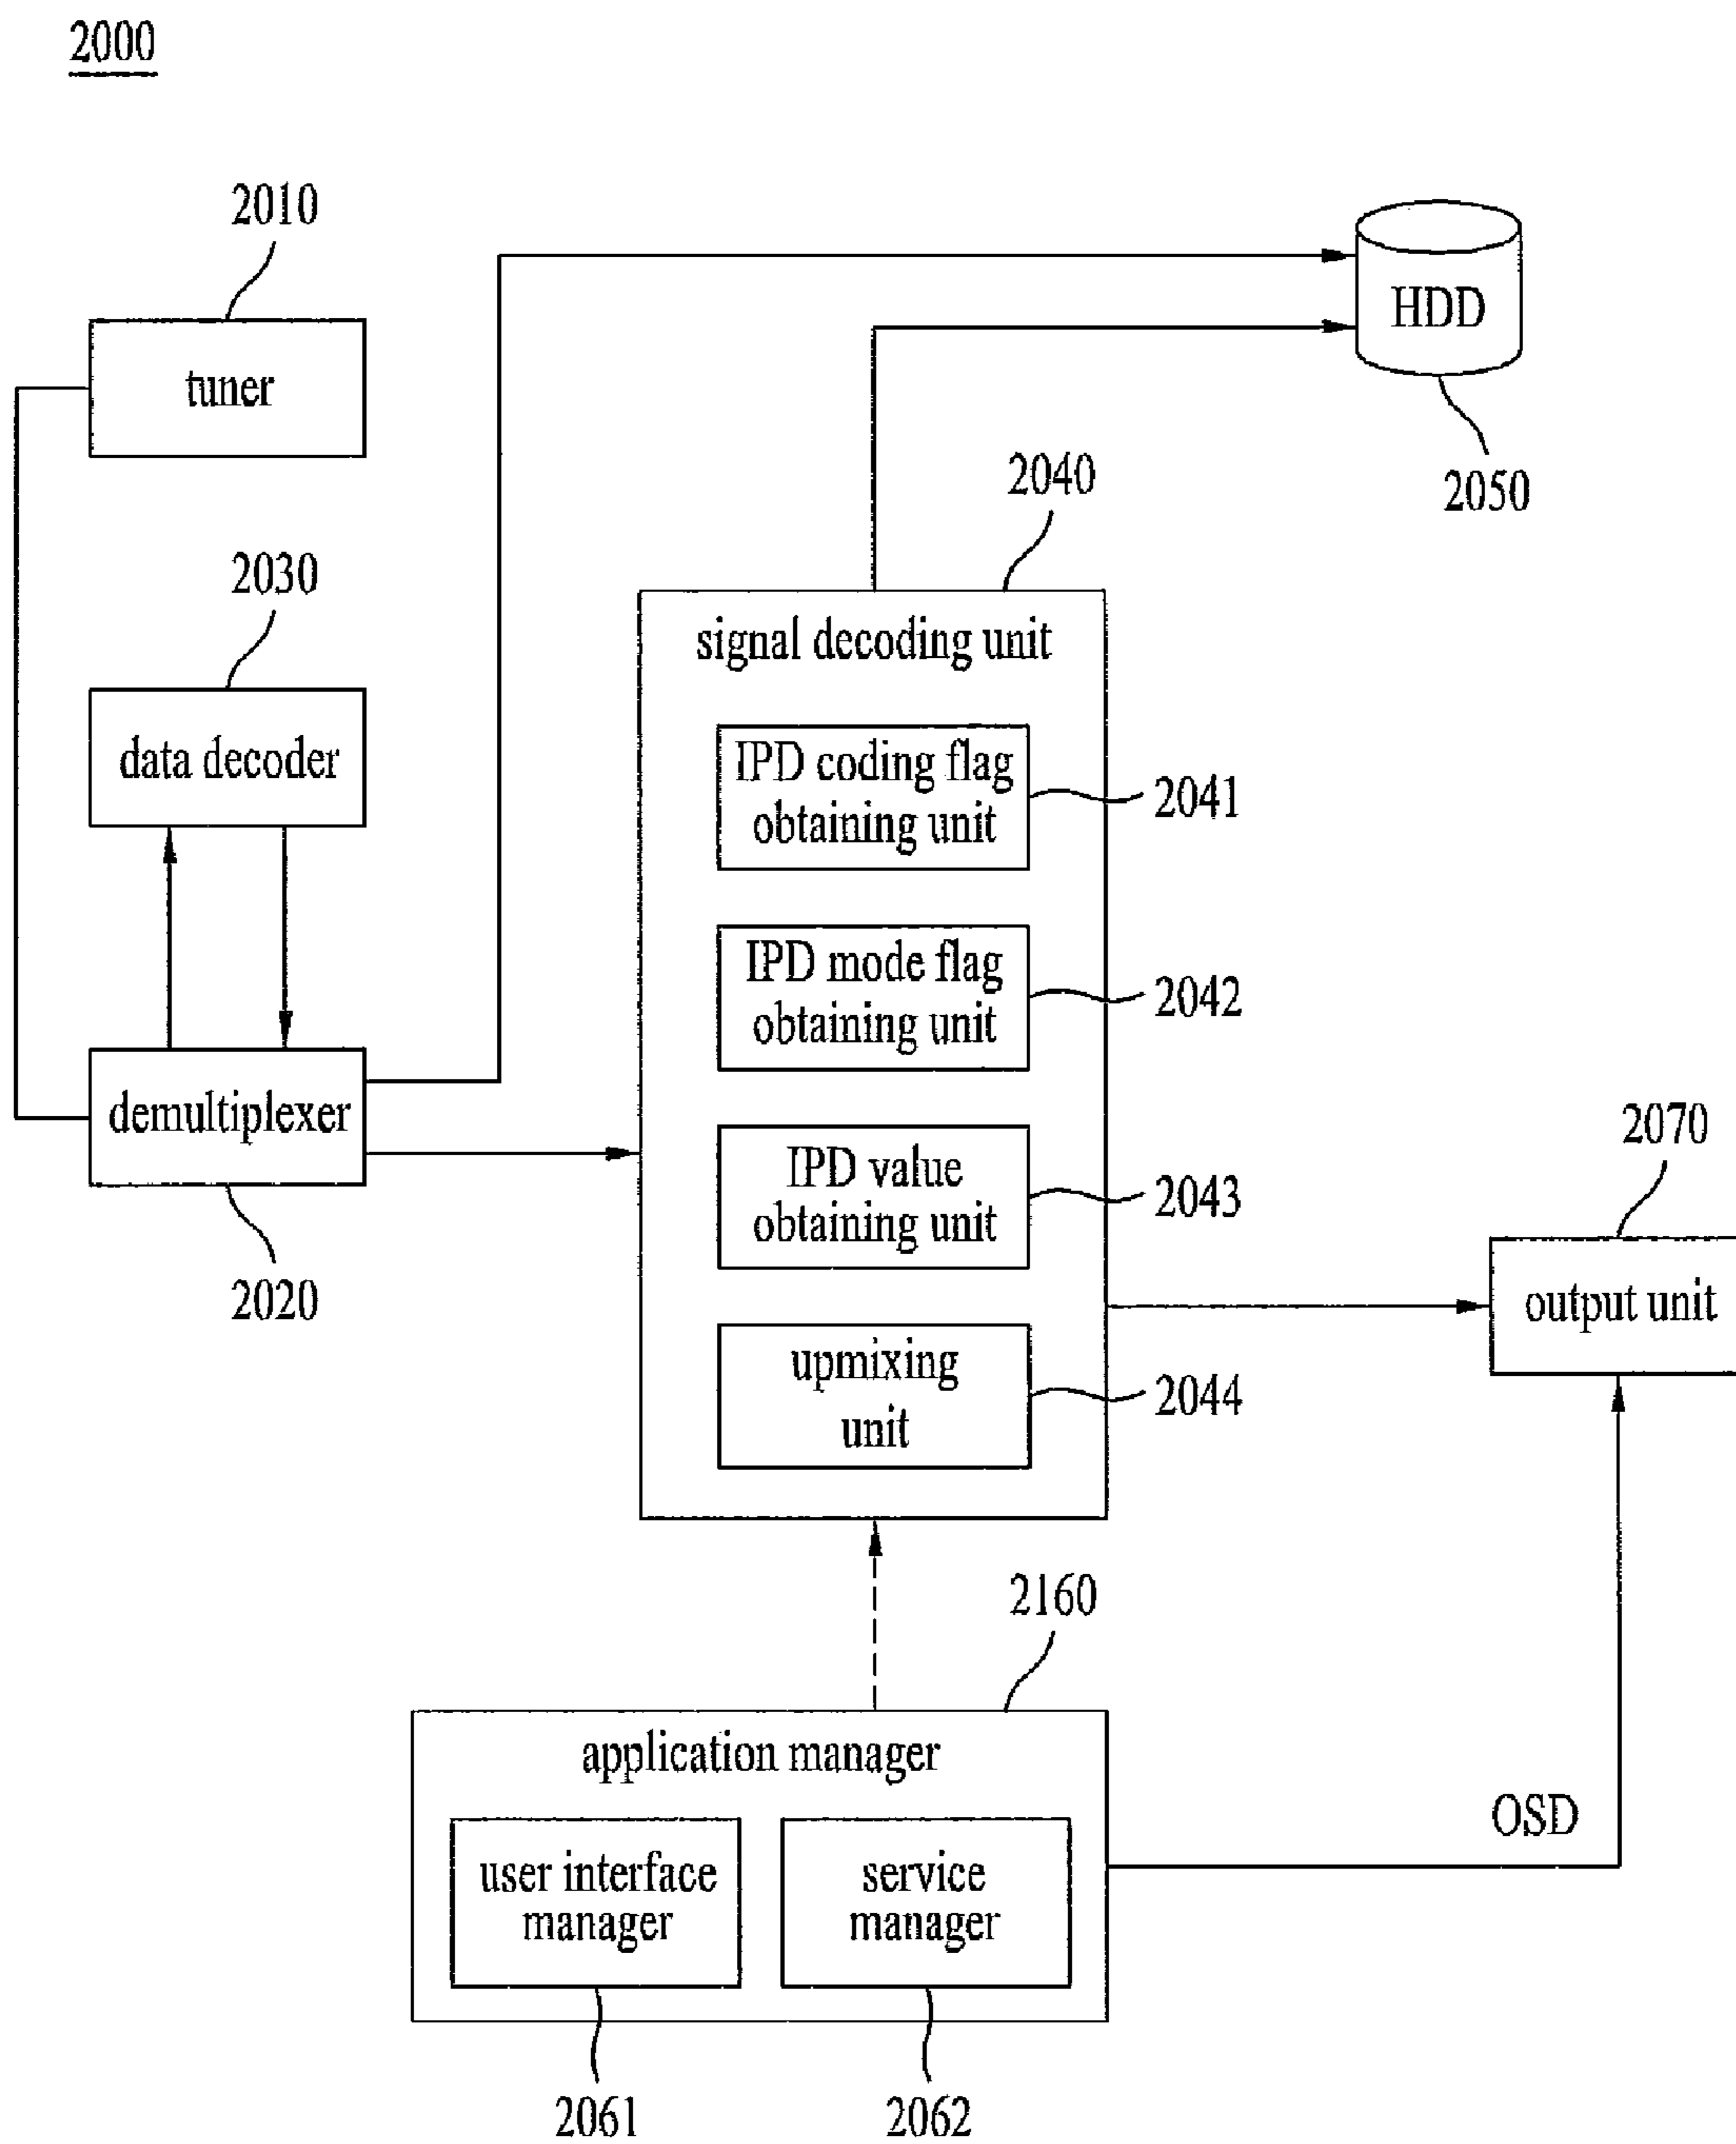 2000
2010
tuner
HDD
2050
2040
2030
data decoder
signal decoding unit
IPD coding flag
obtaining unit
2041
IPD mode flag
obtaining unit
2042
demultiplexer
2020
IPD value
obtaining unit
2043
2070
output unit
upmixing
unit
2044
2160
application manager
OSD
user interface
manager
service
manager
2061
2062